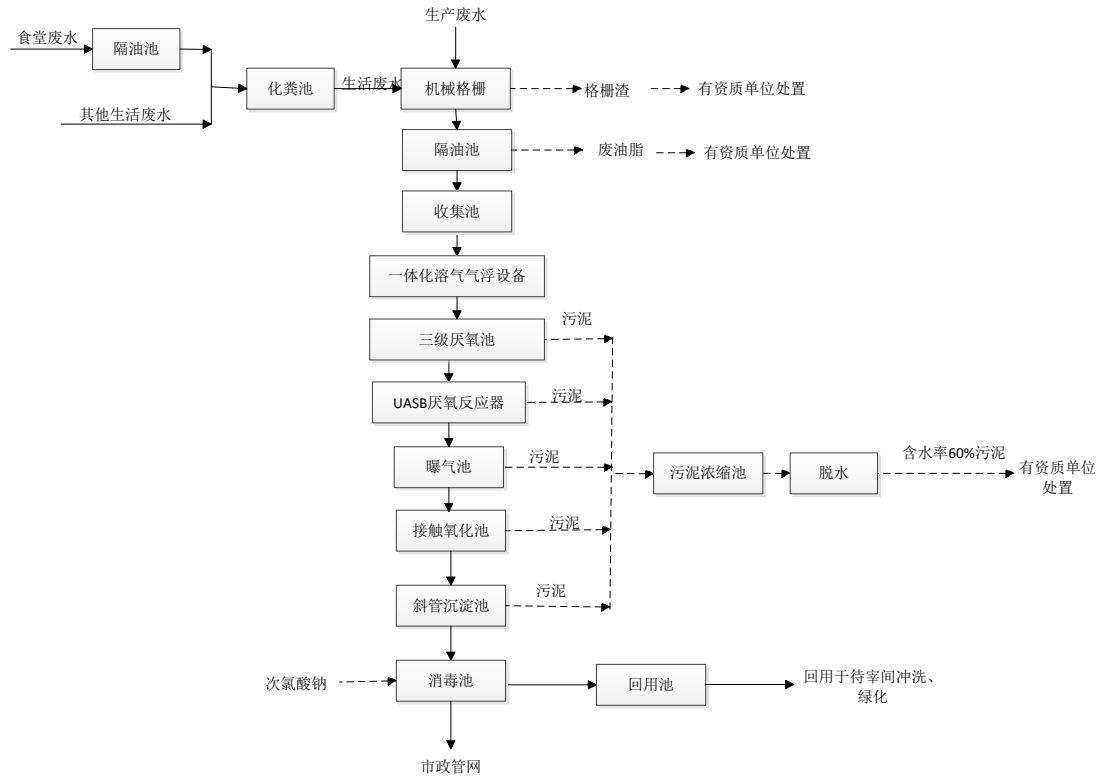 生产废水
食堂废水
隔油池
化粪池
生活废水
机械格栅
格栅渣
有资质单位处置
其他生活废水
隔油池
废油脂
有资质单位处置
收集池
一体化溶气气浮设备
三级厌氧池
污泥
UASB厌氧反应器
污泥
曝气池
污泥
污泥浓缩池
脱水
含水率60%污泥
有资质单位
处置
接触氧化池
污泥
斜管沉淀池
污泥
次氯酸钠
消毒池
回用池
回用于待宰间冲洗、
绿化
市政管网